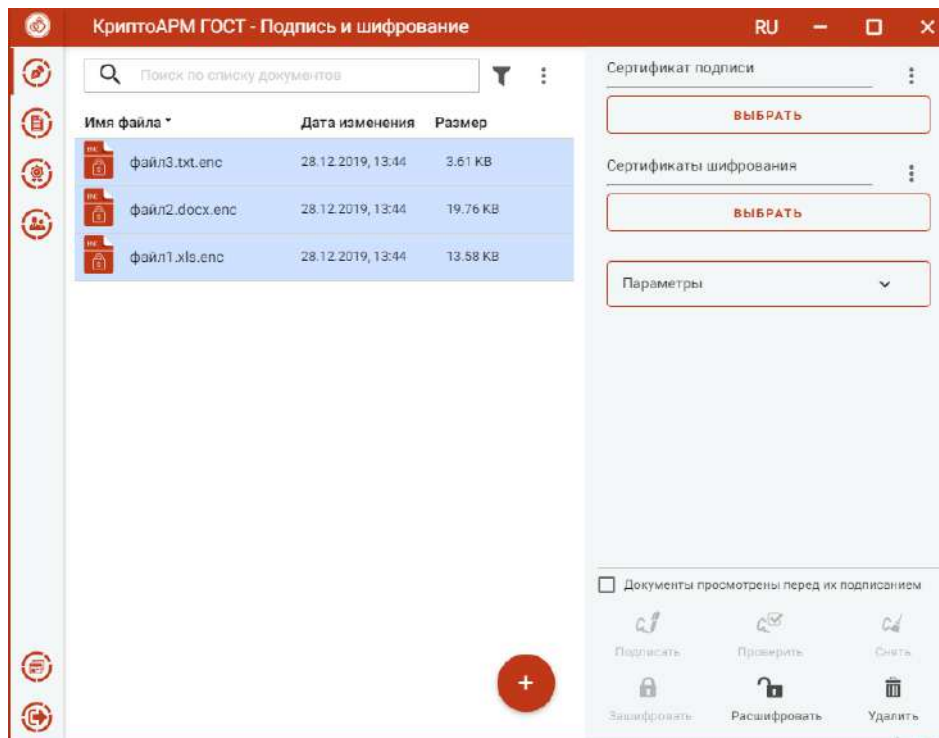 КриптоАРМ ГОСТ - Подпись и шифрование RU
Поиск по списку документов
Имя файла Дата изменения Размер
файл3.txt.enc 28.12.2019, 13:44 3.61 KB
файл2.docx.enc 28.12.2019, 13:44 19.76 KB
файл1.xls.enc 28.12.2019, 13:44 13.58 KB
Сертификат подписи
ВЫБРАТЬ
Сертификаты шифрования
ВЫБРАТЬ
Параметры
Документы просмотрены перед их подписанием
Подписать Проверить Снять
Зашифровать Расшифровать Удалить